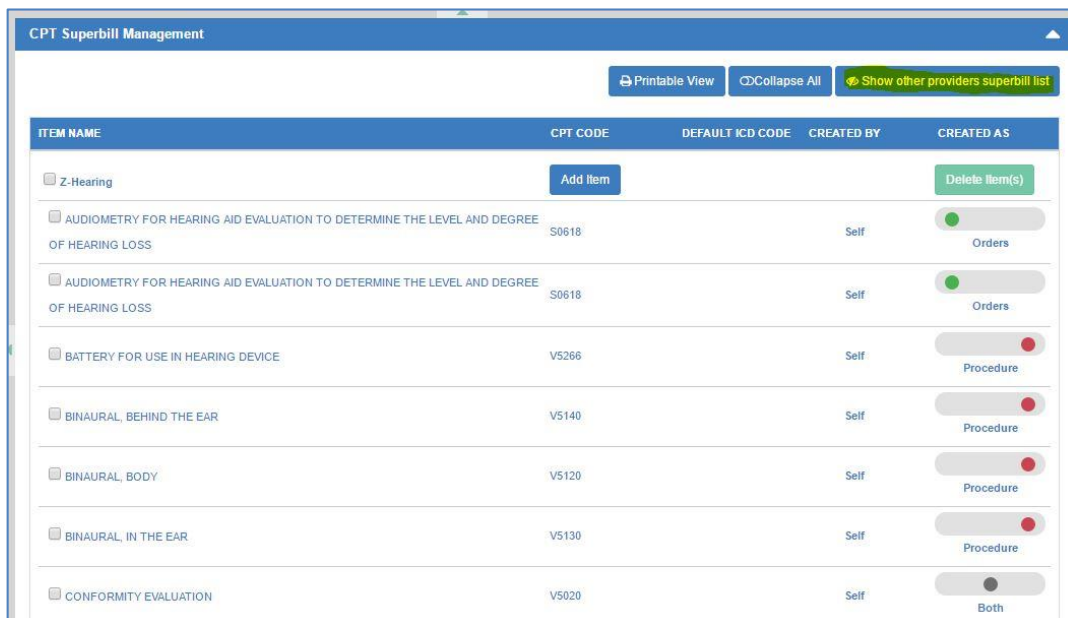 CPT Superbill Management
Printable View Collapse All Show other providers superbill list
ITEM NAME CPT CODE DEFAULT ICD CODE CREATED BY CREATED AS
Z-Hearing Add Item Delete Item(s)
AUDIOMETRY FOR HEARING AID EVALUATION TO DETERMINE THE LEVEL AND DEGREE
OF HEARING LOSS S0618 Self Orders
AUDIOMETRY FOR HEARING AID EVALUATION TO DETERMINE THE LEVEL AND DEGREE
OF HEARING LOSS S0618 Self Orders
BATTERY FOR USE IN HEARING DEVICE V5266 Self Procedure
BINAURAL, BEHIND THE EAR V5140 Self Procedure
BINAURAL, BODY V5120 Self Procedure
BINAURAL, IN THE EAR V5130 Self Procedure
CONFORMITY EVALUATION V5020 Self Both